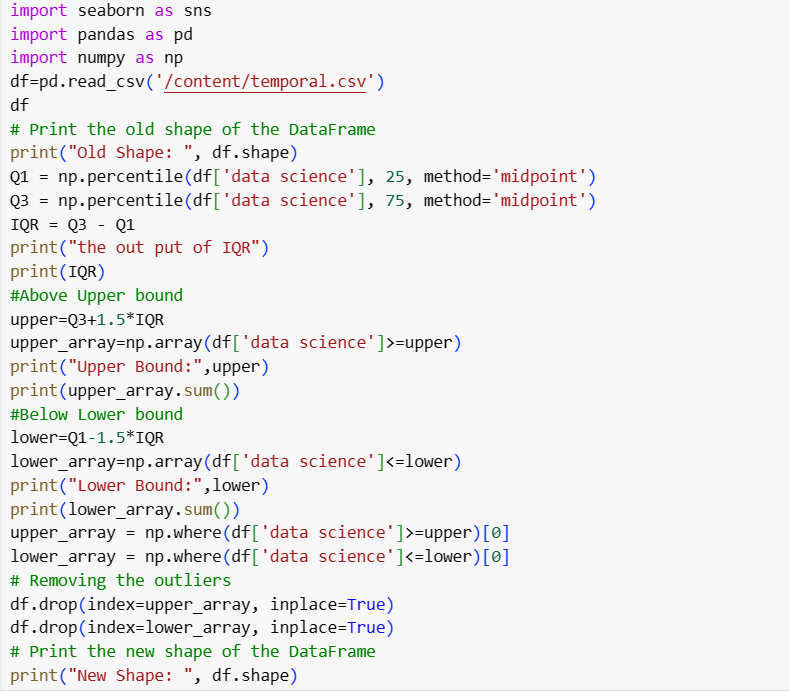 import seaborn as sns
import pandas as pd
import numpy as np
df=pd.read_csv('/content/temporal.csv')
df
# Print the old shape of the DataFrame
print("Old Shape: ", df.shape)
Q1 = np.percentile(df['data science'], 25, method='midpoint')
Q3 = np.percentile(df['data science'], 75, method='midpoint')
IQR = Q3 - Q1
print("the out put of IQR")
print(IQR)
#Above Upper bound
upper=Q3+1.5*IQR
upper_array=np.array(df['data science']>=upper)
print("Upper Bound:",upper)
print(upper_array.sum())
#Below Lower bound
lower=Q1-1.5*IQR
lower_array=np.array(df['data science']<=lower)
print("Lower Bound:",lower)
print(lower_array.sum())
upper_array = np.where(df['data science']>=upper)[0]
lower_array = np.where(df['data science']<=lower)[0]
# Removing the outliers
df.drop(index=upper_array, inplace=True)
df.drop(index=lower_array, inplace=True)
# Print the new shape of the DataFrame
print("New Shape: ", df.shape)